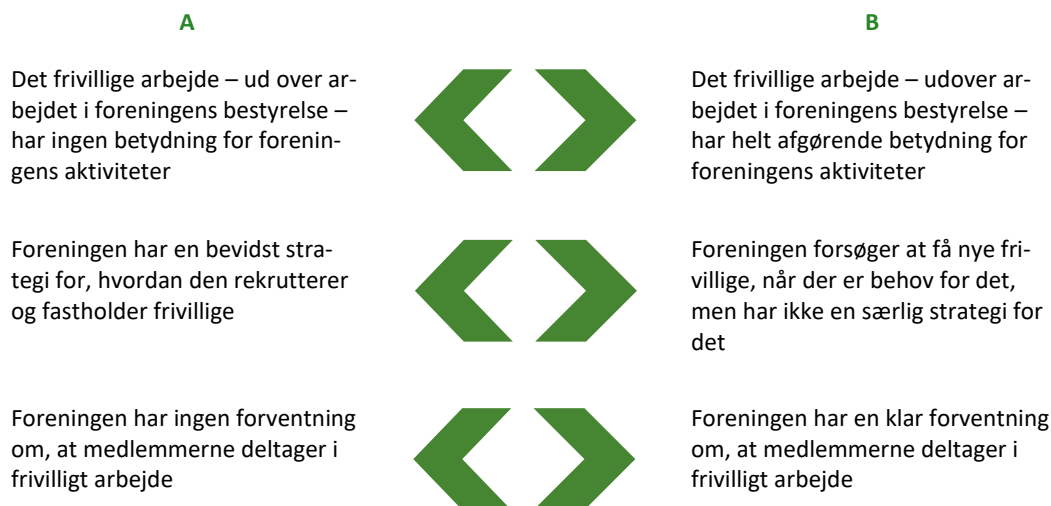 A
B
Det frivillige arbejde – ud over ar-
bejdet i foreningens bestyrelse –
har ingen betydning for forenin-
gens aktiviteter
Det frivillige arbejde – udover ar-
bejdet i foreningens bestyrelse –
har helt afgørende betydning for
foreningens aktiviteter
Foreningen har en bevidst stra-
tegi for, hvordan den rekrutterer
og fastholder frivillige
Foreningen forsøger at få nye fri-
villige, når der er behov for det,
men har ikke en særlig strategi for
det
Foreningen har ingen forventning
om, at medlemmerne deltager i
frivilligt arbejde
Foreningen har en klar forventning
om, at medlemmerne deltager i
frivilligt arbejde